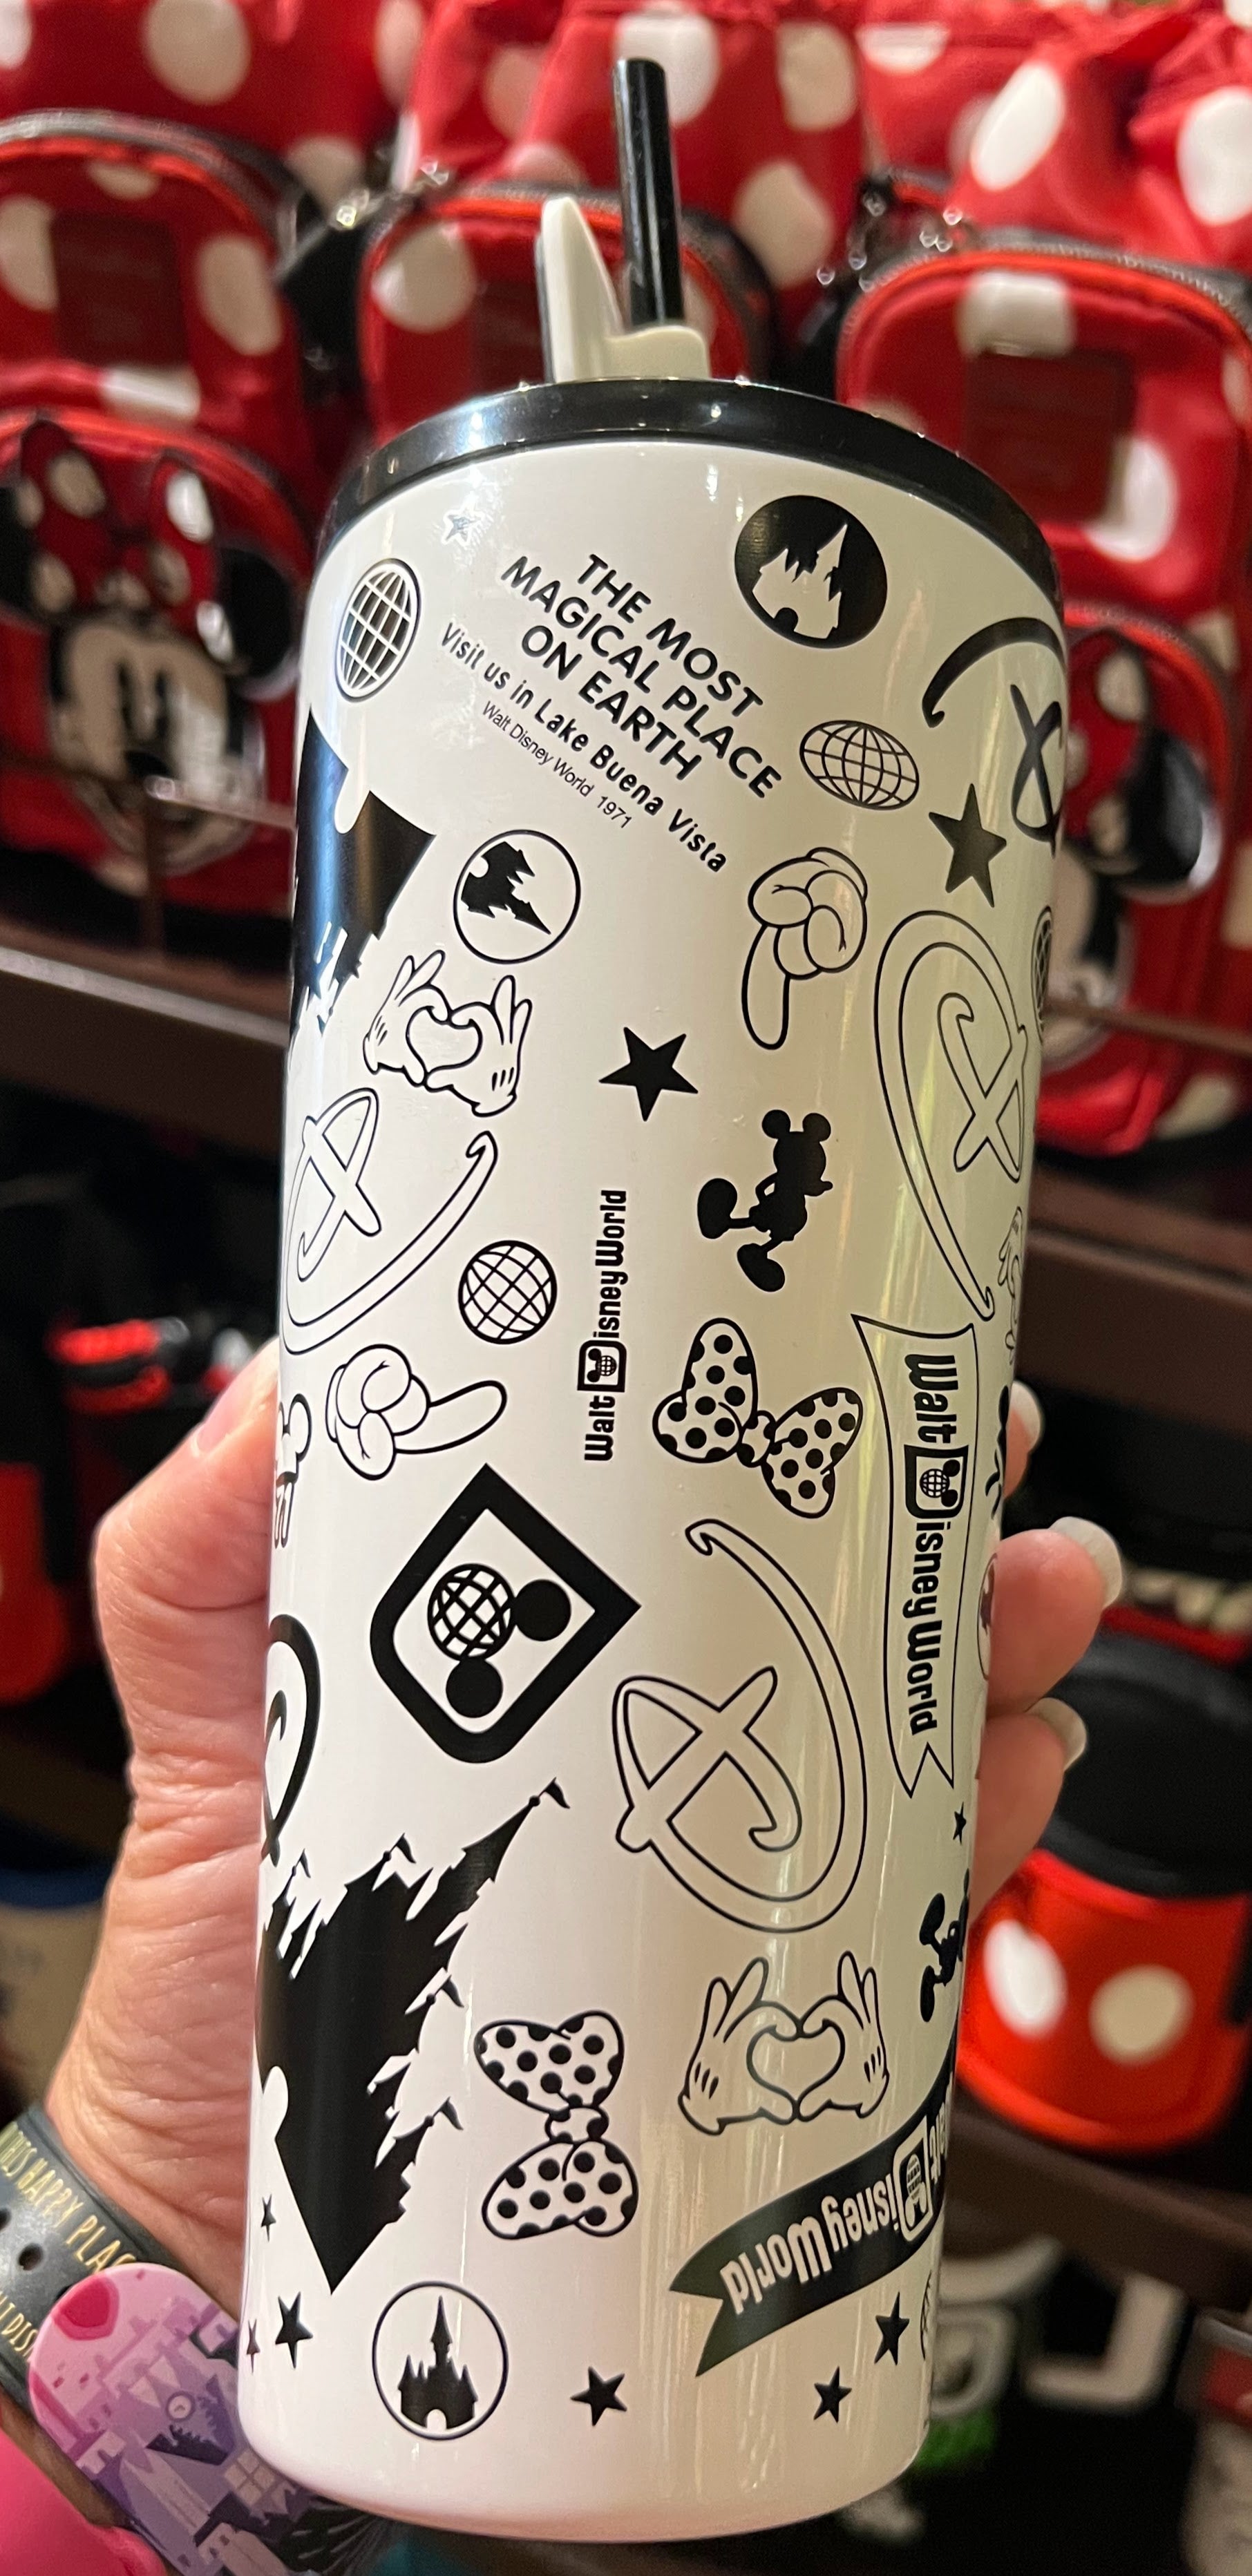 THE MOST
MAGICAL PLACE
ON EARTH
Visit us in Lake Buena Vista
Walt Disney World 1971
Walt Disney World
Walt Disney World
Disney World
HAPPY PLAC